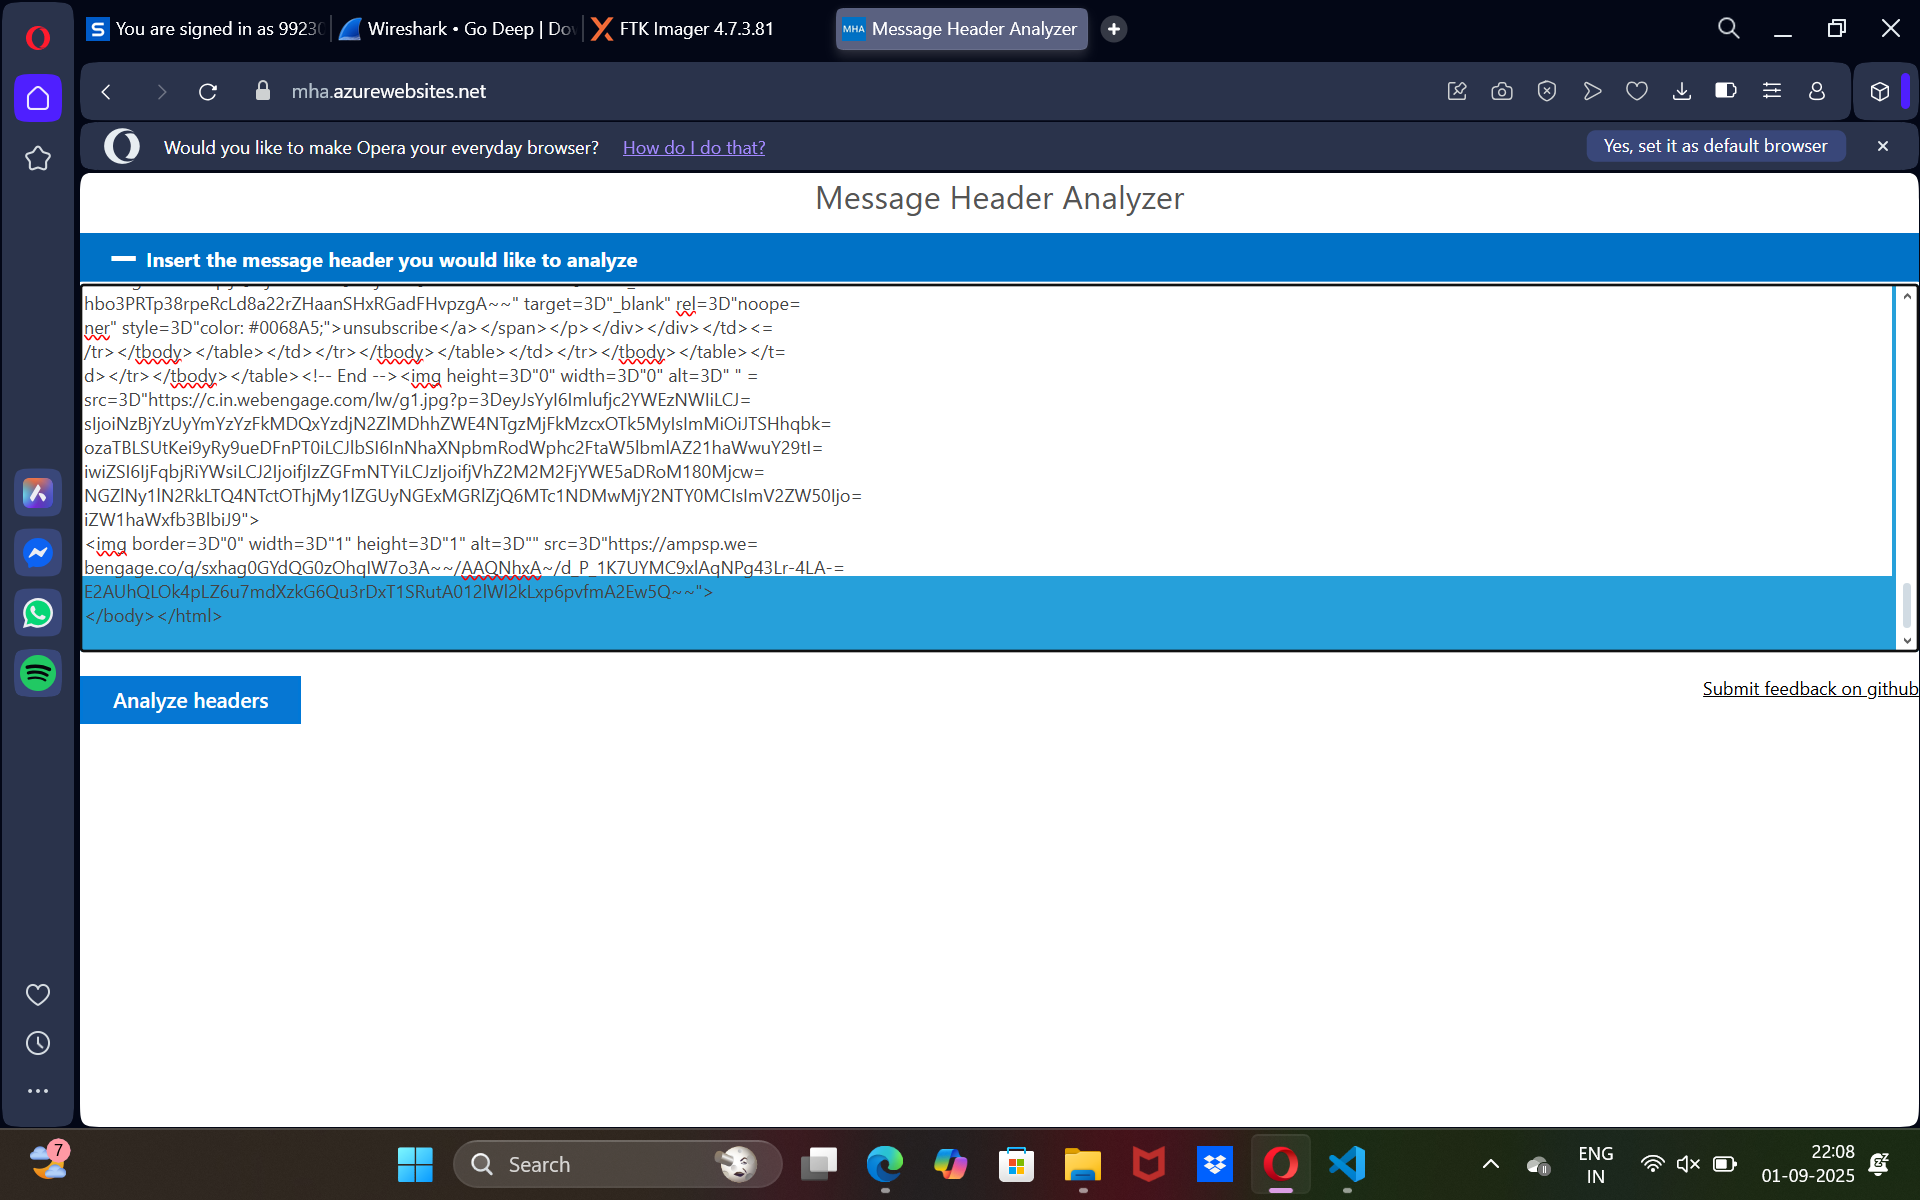 You are signed in as 9923
Wireshark • Go Deep | Do
FTK Imager 4.7.3.81
MHA
Message Header Analyzer
mha.azurewebsites.net
Would you like to make Opera your everyday browser? How do I do that?
Yes, set it as default browser
Message Header Analyzer
Insert the message header you would like to analyze
hbo3PRTp38rpeRcLd8a22rZHaanSHxRGadFHvpzgA~~" target=3D"_blank" rel=3D"noope=
ner" style=3D"color: #0068A5;">unsubscribe</a></span></p></div></div></td><=
/tr></tbody></table></td></tr></tbody></table></td></tr></tbody></table></t=
d></tr></tbody></table><!-- End --><img height=3D"0" width=3D"0" alt=3D" " =
src=3D"https://c.in.webengage.com/lw/g1.jpg?p=3DeyJsYyI6Imlufjc2YWEzNWIiLCJ=
sIjoiNzBjYzUyYmYzYzFkMDQxYzdjN2ZlMDhhZWE4NTgzMjFkMzcxOTk5MyIsImMiOiJTSHhqbk=
ozaTBLSUtKei9yRy9ueDFnPT0iLCJlbSI6InNhaXNpbmRodWphc2FtaW5lbmlAZ21haWwuY29tI=
iwiZSI6IjFqbjRiYWsiLCJ2IjoifjIzZGFmNTYiLCJzIjoifjVhZ2M2M2FjYWE5aDRoM180Mjcw=
NGZlNy1lN2RkLTQ4NTctOThjMy1lZGUyNGExMGRlZjQ6MTc1NDMwMjY2NTY0MCIsImV2ZW50Ijo=
iZW1haWxfb3BlbiJ9">
<img border=3D"0" width=3D"1" height=3D"1" alt=3D"" src=3D"https://ampsp.we=
bengage.co/q/sxhag0GYdQG0zOhqIW7o3A~~/AAQNhxA~/d_P_1K7UYMC9xlAqNPg43Lr-4LA-=
E2AUhQLOk4pLZ6u7mdXzkG6Qu3rDxT1SRutA012lWl2kLxp6pvfmA2Ew5Q~~">
</body></html>
Analyze headers
Submit feedback on github
7
Search
ENG
IN
22:08
01-09-2025